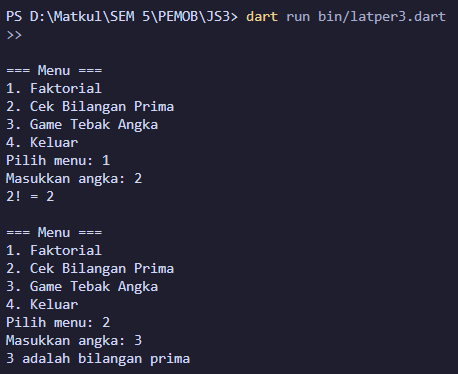 PS D:\Matkul\SEM 5\PEMOB\JS3> dart run bin/latper3.dart
>>
=== Menu ===
1. Faktorial
2. Cek Bilangan Prima
3. Game Tebak Angka
4. Keluar
Pilih menu: 1
Masukkan angka: 2
2! = 2
=== Menu ===
1. Faktorial
2. Cek Bilangan Prima
3. Game Tebak Angka
4. Keluar
Pilih menu: 2
Masukkan angka: 3
3 adalah bilangan prima